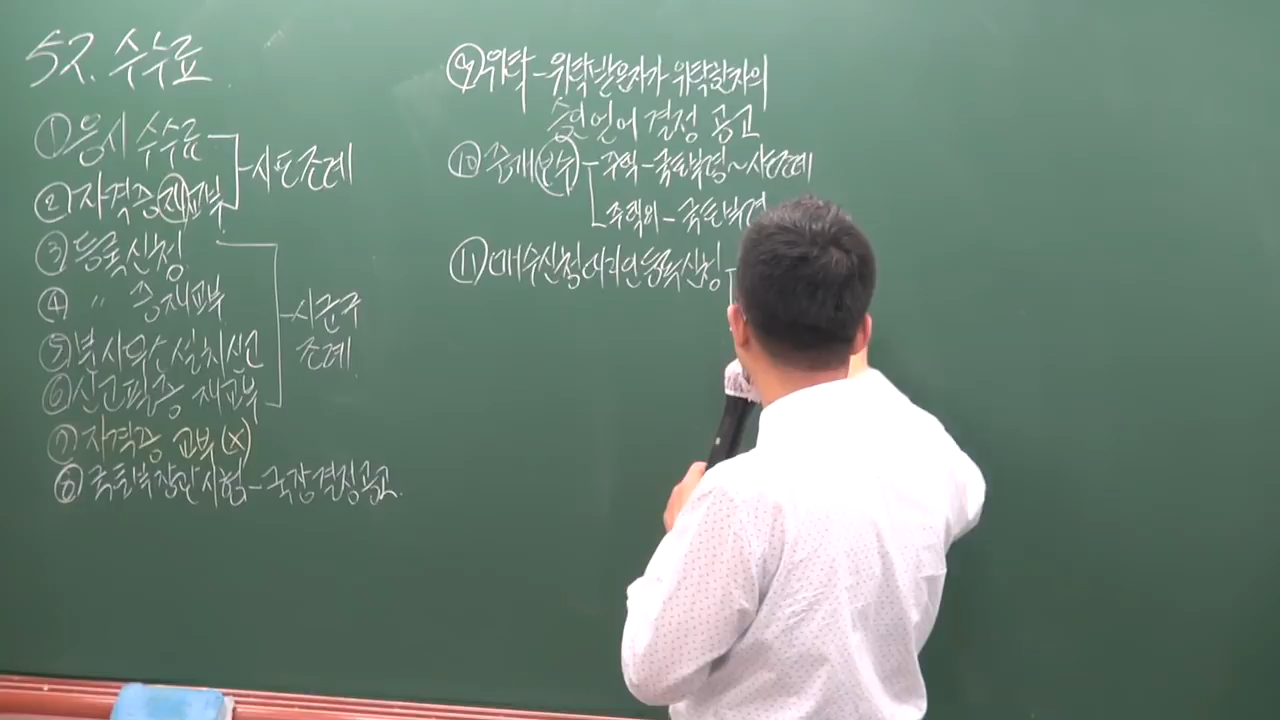 52. 수수료
① 응시 수수료
② 자격증 재교부
시·도 조례
③ 등록신청
④ 〃 증재교부
⑤ 분사무소 설치신고
⑥ 신고필증 재교부
시군구
조례
⑦ 자격증 교부 (X)
⑧ 국토부장관 시험 - 국장 결정 공고.
⑨ 위탁 - 위탁받은자가 위탁한자의
승인 얻어 결정 공고
⑩ 중개보수 - 주택 - 국토부령~시도조례
주택외 - 국토부령
⑪ 매수신청대리인 등록신청